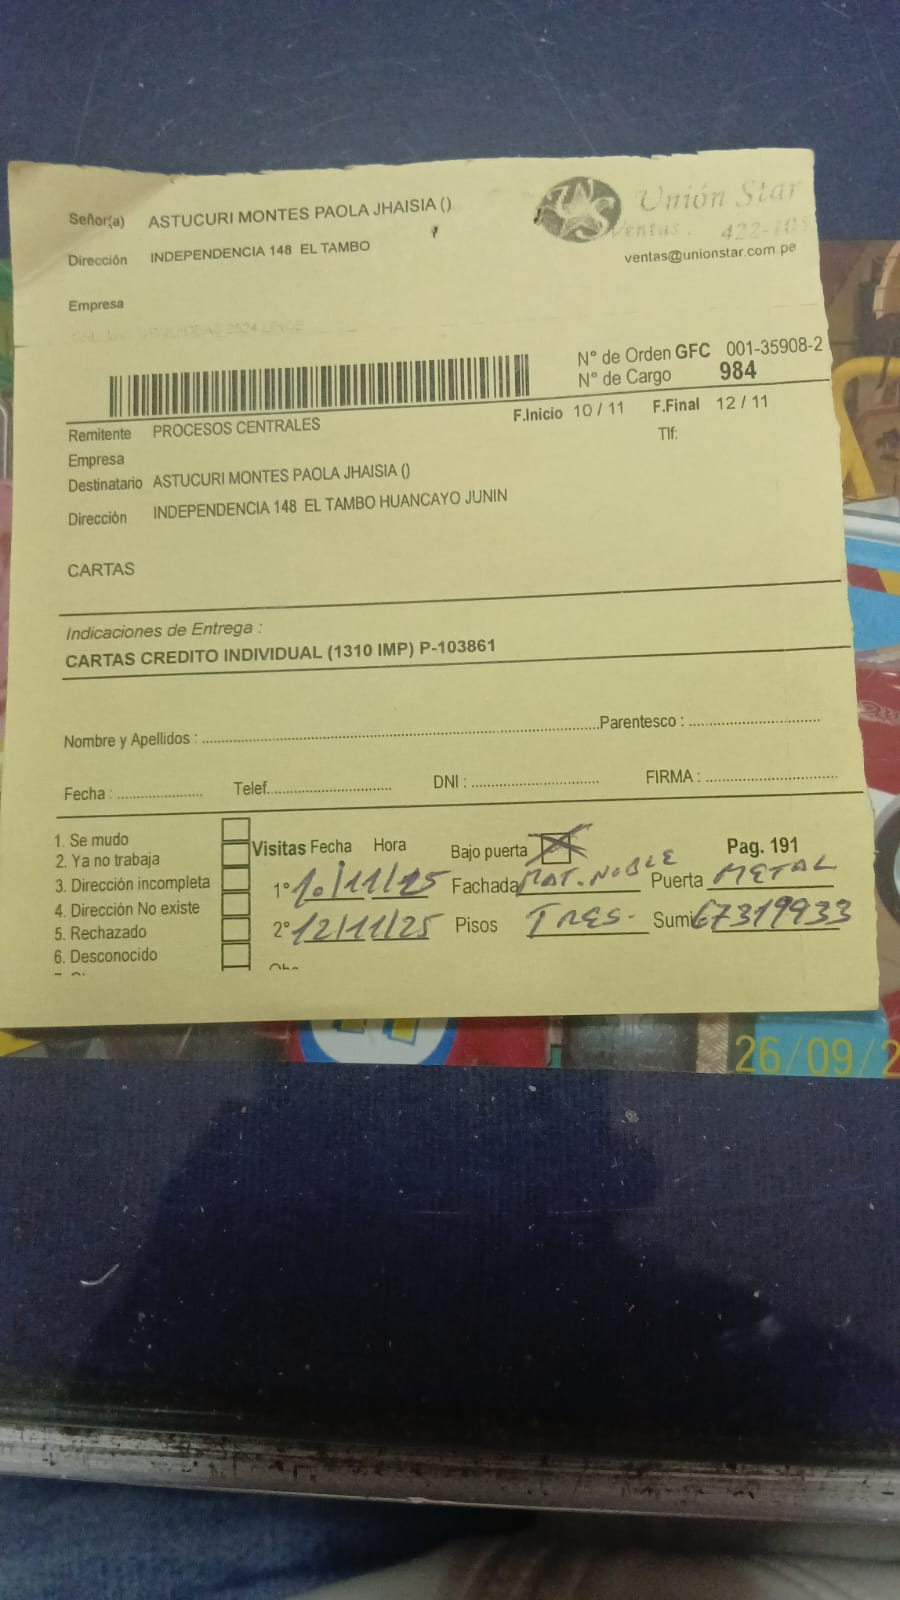 Señor(a) ASTUCURI MONTES PAOLA JHAISIA ()
Unión Star
Dirección INDEPENDENCIA 148 EL TAMBO
Ventas : 422-
ventas@unionstar.com.pe
Empresa
2524 LINCE
N° de Orden GFC 001-35908-2
N° de Cargo 984
F.Inicio 10 / 11 F.Final 12 / 11
Remitente PROCESOS CENTRALES
Tlf:
Empresa
Destinatario ASTUCURI MONTES PAOLA JHAISIA ()
Dirección INDEPENDENCIA 148 EL TAMBO HUANCAYO JUNIN
CARTAS
Indicaciones de Entrega :
CARTAS CREDITO INDIVIDUAL (1310 IMP) P-103861
Nombre y Apellidos : Parentesco :
Fecha : Telef. DNI : FIRMA :
1. Se mudo
2. Ya no trabaja
3. Dirección incompleta
4. Dirección No existe
5. Rechazado
6. Desconocido
Visitas Fecha Hora Bajo puerta Pag. 191
1° 10/11/25 Fachada MAT. NOBLE Puerta METAL
2° 12/11/25 Pisos TRES. Sumi 67319933
26/09/2